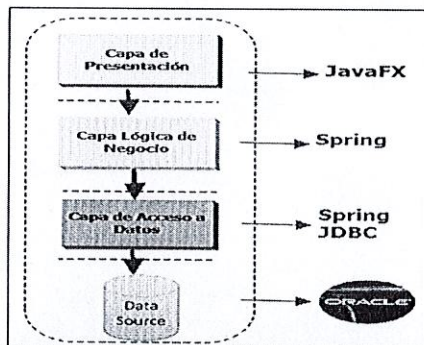 Capa de
Presentación
JavaFX
Capa Lógica de
Negocio
Spring
Capa de Acceso a
Datos
Spring
JDBC
Data
Source
ORACLE